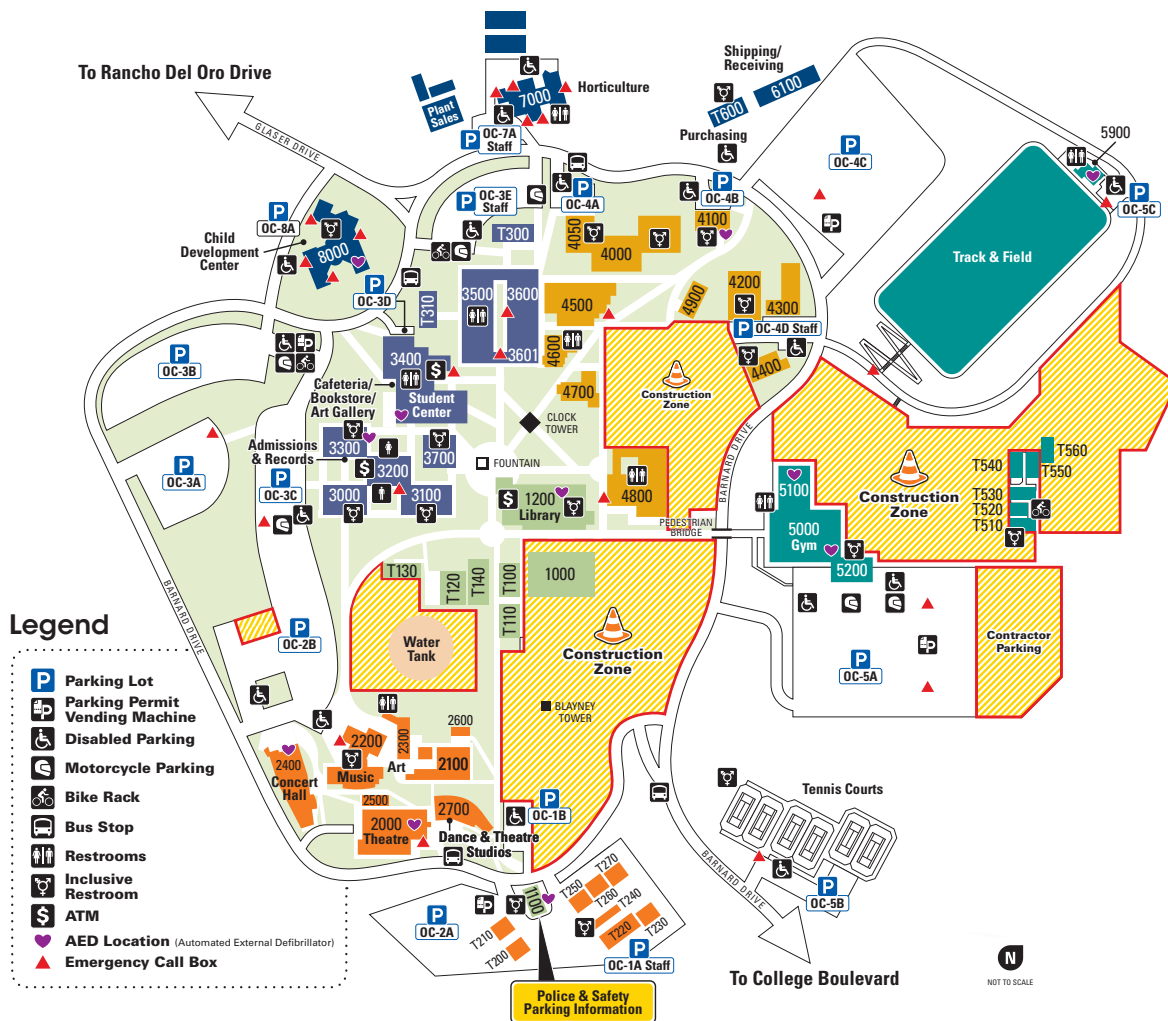 To Rancho Del Oro Drive
GLASER DRIVE
Plant
Sales
7000
Horticulture
P
OC-7A
Staff
Shipping/
Receiving
T600
6100
Purchasing
P
OC-4C
5900
P
OC-5C
Track & Field
P
OC-8A
Child
Development
Center
8000
P
OC-3E
Staff
P
OC-4A
P
OC-4B
T300
4050
4000
4100
P
OC-3D
T310
3500
3600
3601
4500
4600
4700
4900
4200
4300
P
OC-4D Staff
4400
P
OC-3B
3400
Cafeteria/
Bookstore/
Art Gallery
Student
Center
CLOCK
TOWER
Construction
Zone
BARNARD DRIVE
Admissions
& Records
3300
3200
3700
FOUNTAIN
3000
3100
P
OC-3A
P
OC-3C
1200
Library
4800
PEDESTRIAN
BRIDGE
5100
5000
Gym
5200
Construction
Zone
T560
T540
T550
T530
T520
T510
BARNARD DRIVE
T130
T120
T140
T100
T110
1000
Water
Tank
Construction
Zone
BLAYNEY
TOWER
P
OC-2B
P
OC-5A
Contractor
Parking
2400
Concert
Hall
2200
Music
2300
Art
2600
2100
2500
2000
Theatre
2700
Dance & Theatre
Studios
P
OC-1B
Tennis Courts
P
OC-5B
BARNARD DRIVE
P
OC-2A
T210
T200
1100
T250
T270
T260
T240
T220
T230
P
OC-1A Staff
Police & Safety
Parking Information
To College Boulevard
N
NOT TO SCALE
Legend
P Parking Lot
P Parking Permit
Vending Machine
Disabled Parking
Motorcycle Parking
Bike Rack
Bus Stop
Restrooms
Inclusive
Restroom
$ ATM
AED Location (Automated External Defibrillator)
Emergency Call Box